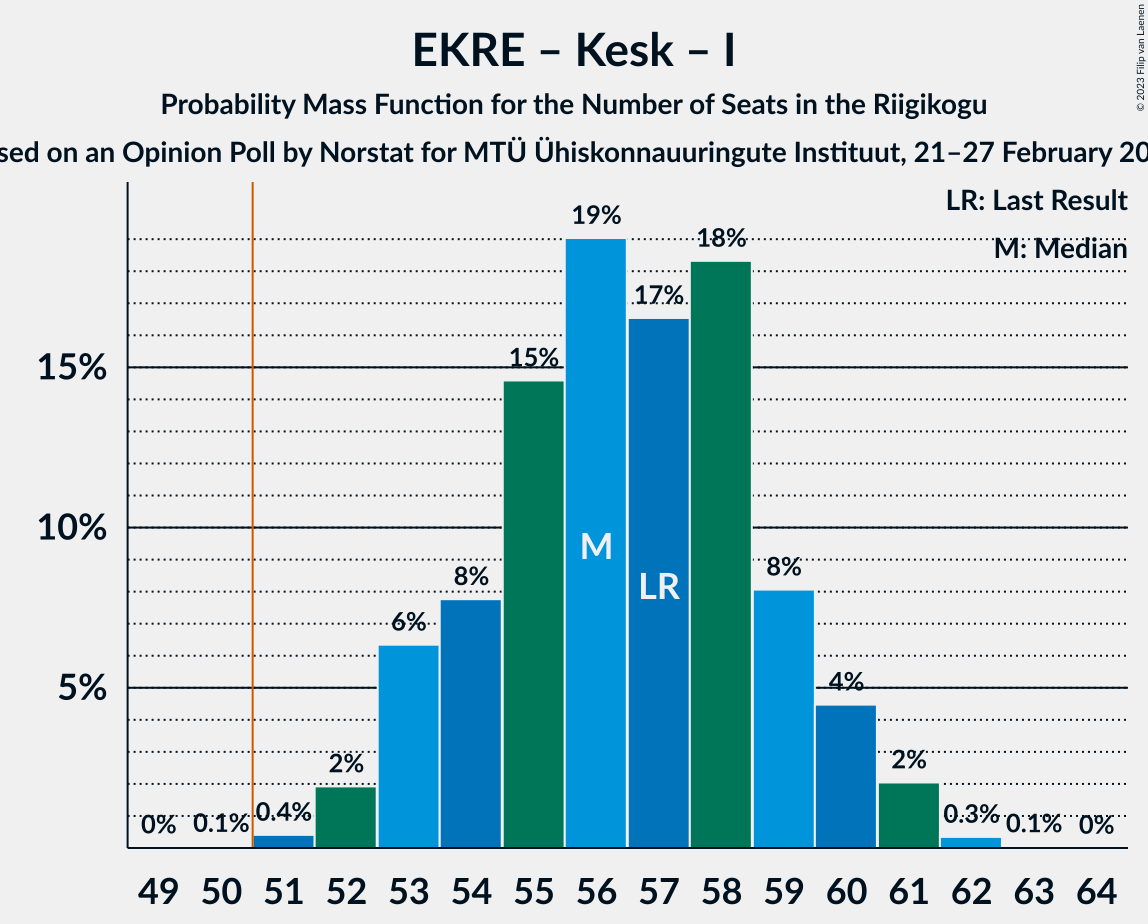 EKRE – Kesk – I
Probability Mass Function for the Number of Seats in the Riigikogu
sed on an Opinion Poll by Norstat for MTÜ Ühiskonnauuringute Instituut, 21–27 February 20
© 2023 Filip van Laenen
LR: Last Result
M: Median
19%
18%
17%
15%
15%
10%
5%
M
LR
8%
8%
6%
4%
2%
2%
0%
0.1%
0.4%
0.3%
0.1%
0%
49 50 51 52 53 54 55 56 57 58 59 60 61 62 63 64